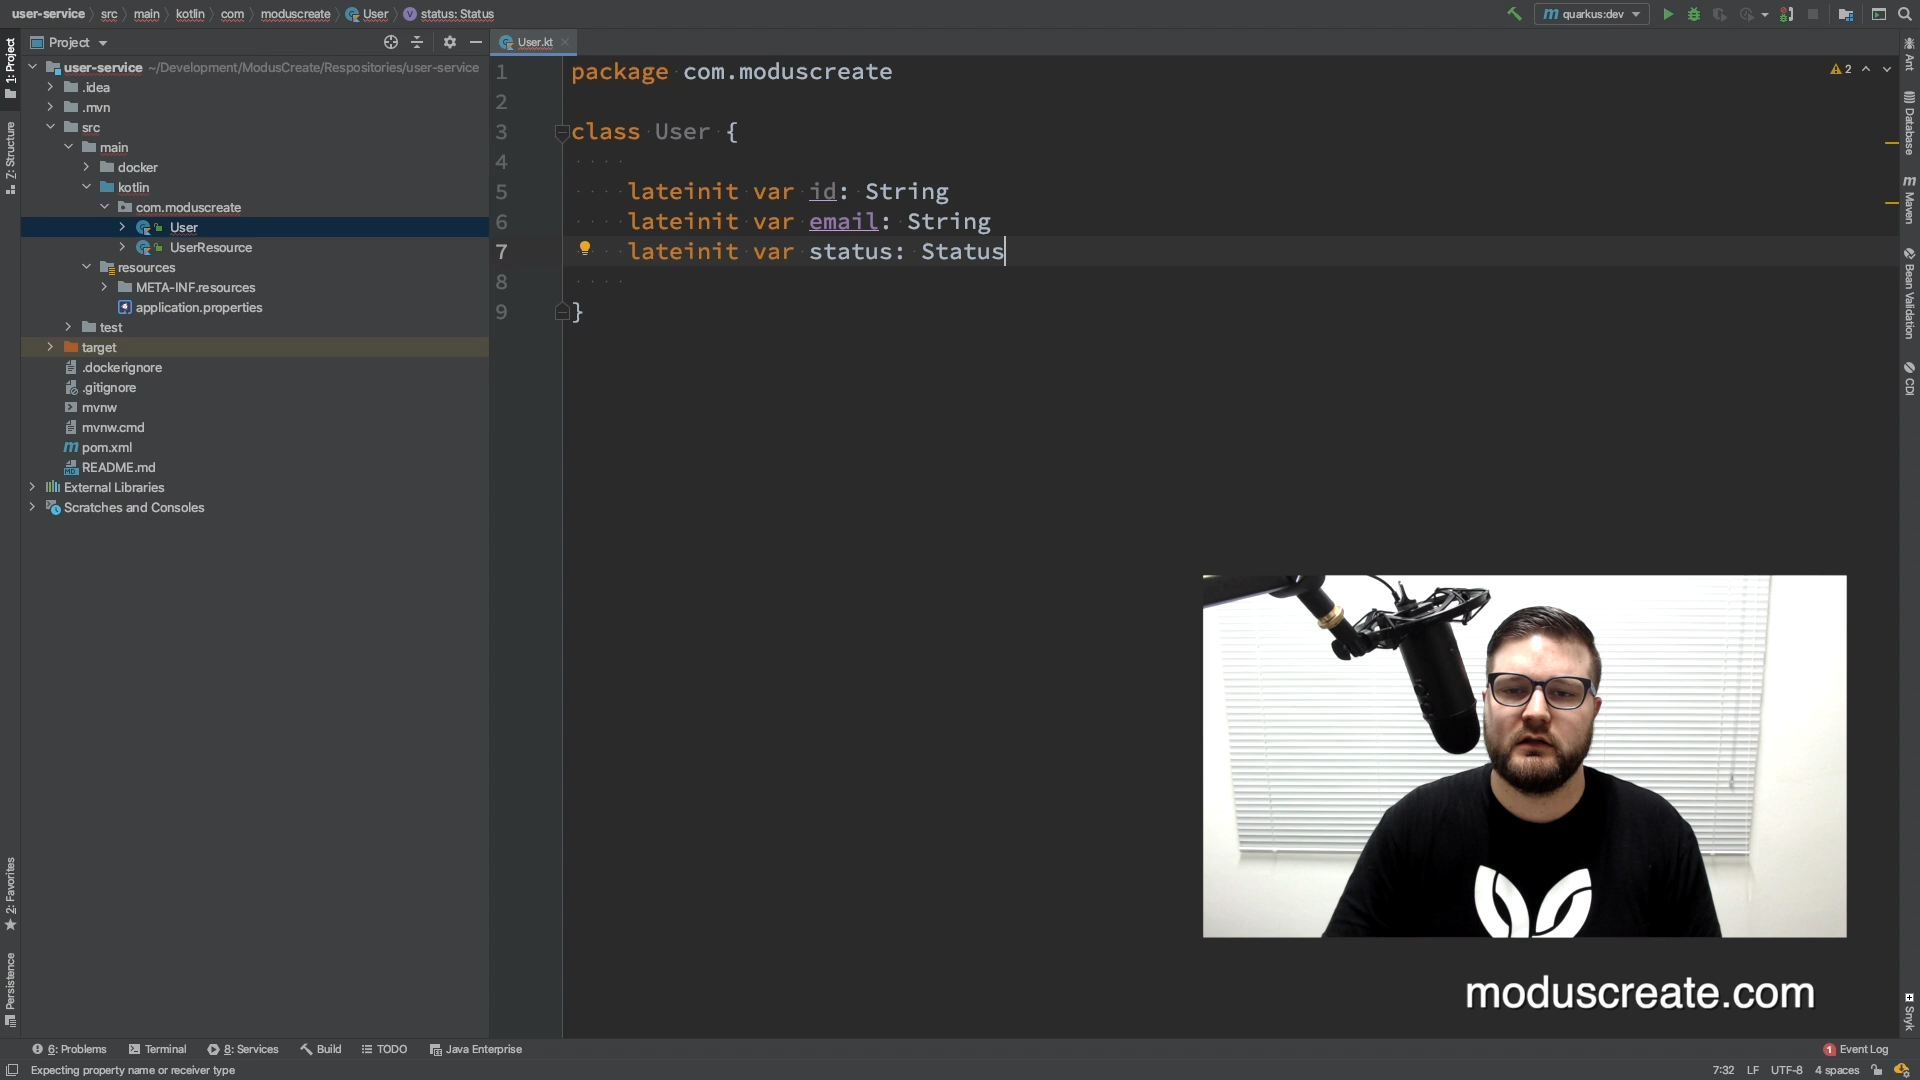 user-service src main kotlin com moduscreate User status: Status
quarkus:dev
Project
User.kt
user-service ~/Development/ModusCreate/Respositories/user-service
.idea
.mvn
src
main
docker
kotlin
com.moduscreate
User
UserResource
resources
META-INF.resources
application.properties
test
target
.dockerignore
.gitignore
mvnw
mvnw.cmd
pom.xml
README.md
External Libraries
Scratches and Consoles
1: Project
Z: Structure
2: Favorites
Persistence
1 package com.moduscreate
2
3 class User {
4
5 lateinit var id: String
6 lateinit var email: String
7 lateinit var status: Status
8
9 }
2
Ant
Database
Maven
Bean Validation
CDI
Snyk
moduscreate.com
6: Problems Terminal 8: Services Build TODO Java Enterprise
1 Event Log
Expecting property name or receiver type
7:32 LF UTF-8 4 spaces